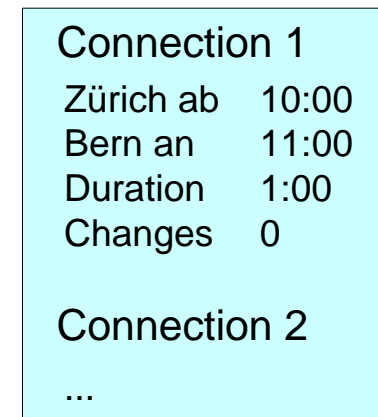 Connection 1
Zürich ab 10:00
Bern an 11:00
Duration 1:00
Changes 0
Connection 2
...